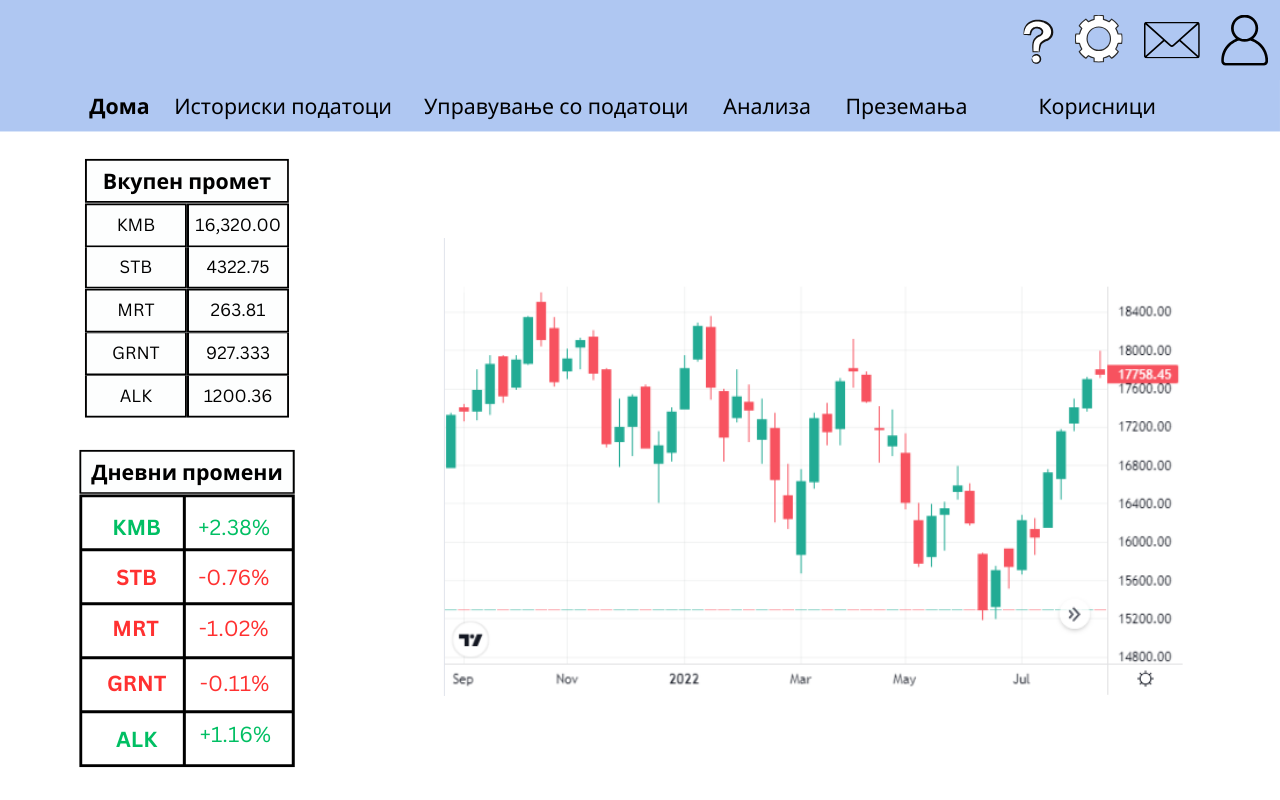 Дома Историски податоци Управување со податоци Анализа Преземања Корисници
Вкупен промет
KMB 16,320.00
STB 4322.75
MRT 263.81
GRNT 927.333
ALK 1200.36
Дневни промени
KMB +2.38%
STB -0.76%
MRT -1.02%
GRNT -0.11%
ALK +1.16%
18400.00
18000.00
17758.45
17600.00
17200.00
16800.00
16400.00
16000.00
15600.00
15200.00
14800.00
Sep Nov 2022 Mar May Jul